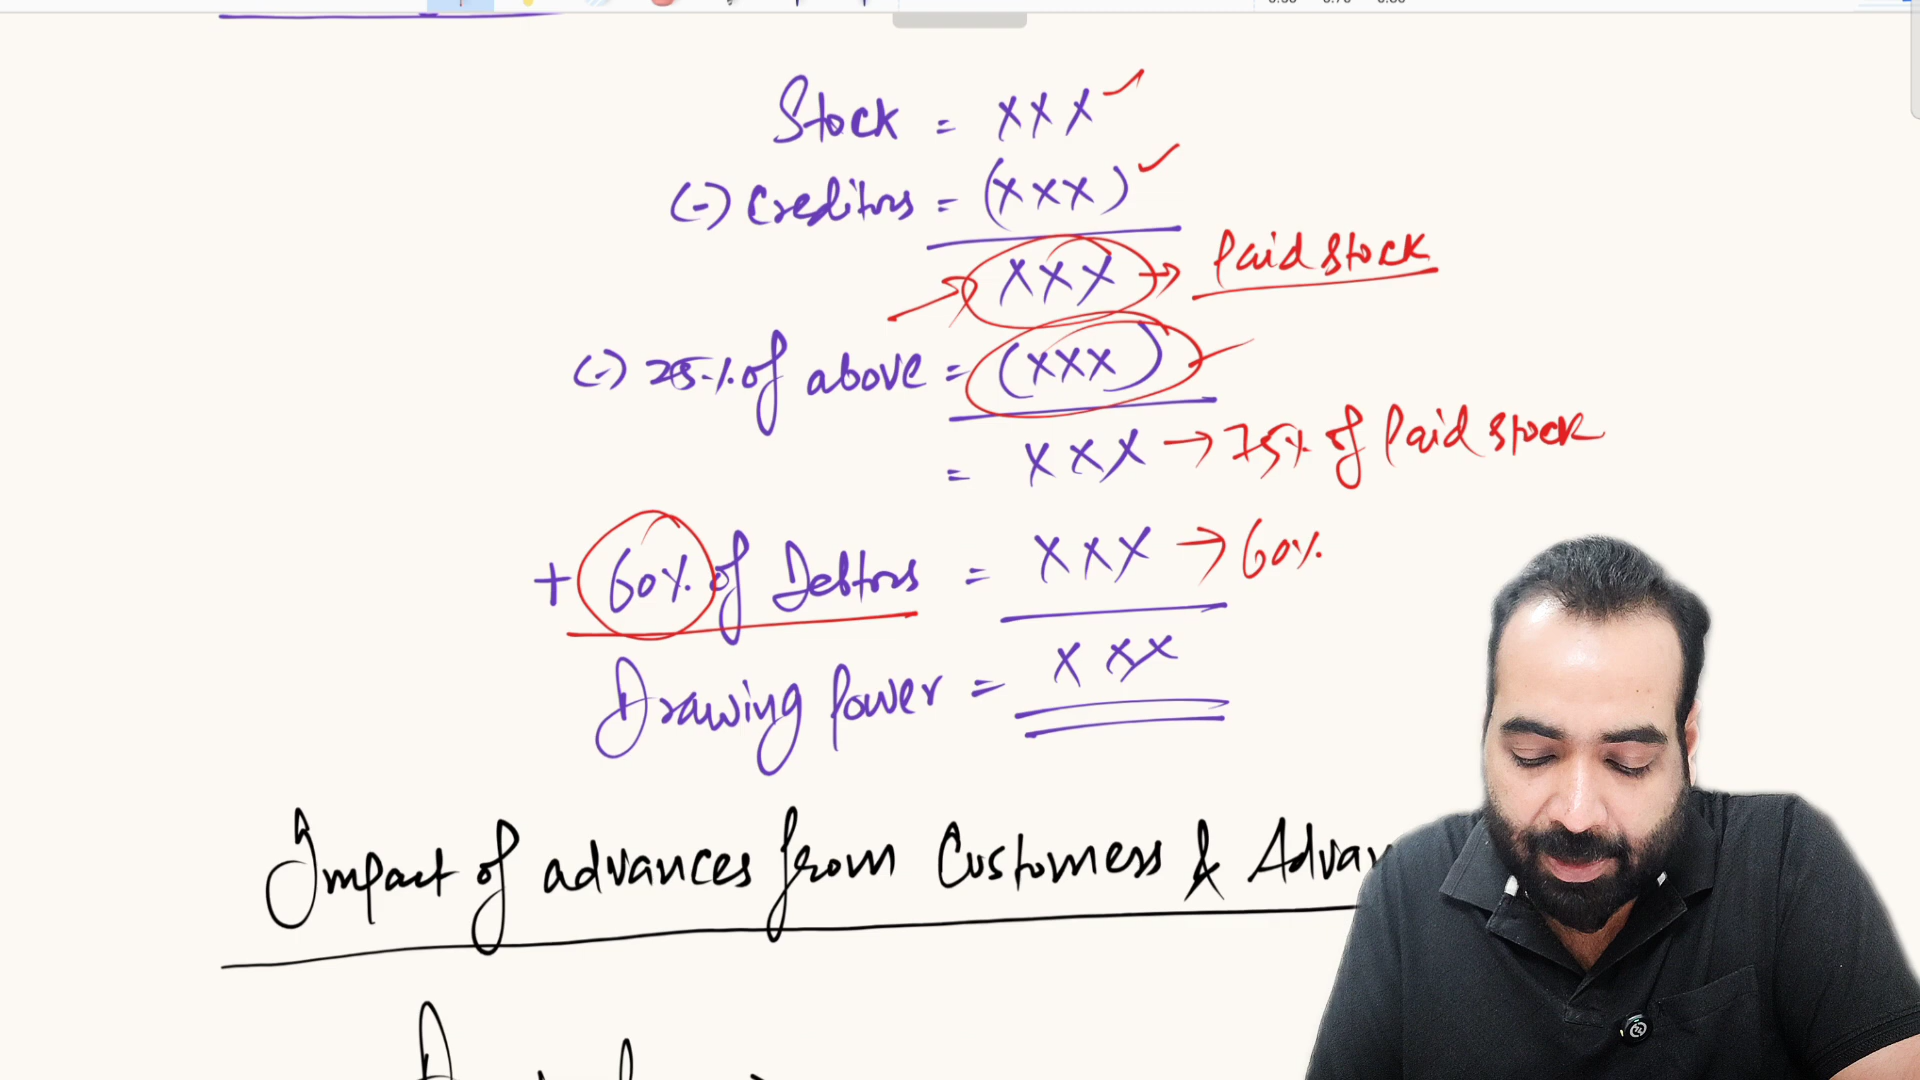 Stock = XXX
(-) Creditors = (XXX)
XXX → Paid stock
(-) 25% of above = (XXX)
= XXX → 75% of Paid stock
+ 60% of Debtors = XXX → 60%
Drawing Power = XXX
Impact of advances from Customers &